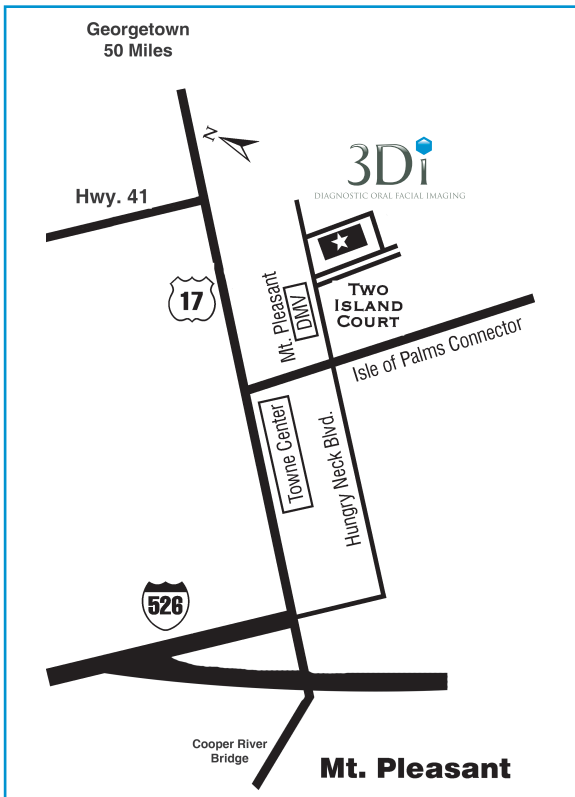 Georgetown
50 Miles
N
3Di
DIAGNOSTIC ORAL FACIAL IMAGING
Hwy. 41
17
Mt. Pleasant
DMV
TWO
ISLAND
COURT
Isle of Palms Connector
Towne Center
Hungry Neck Blvd.
526
Cooper River
Bridge
Mt. Pleasant